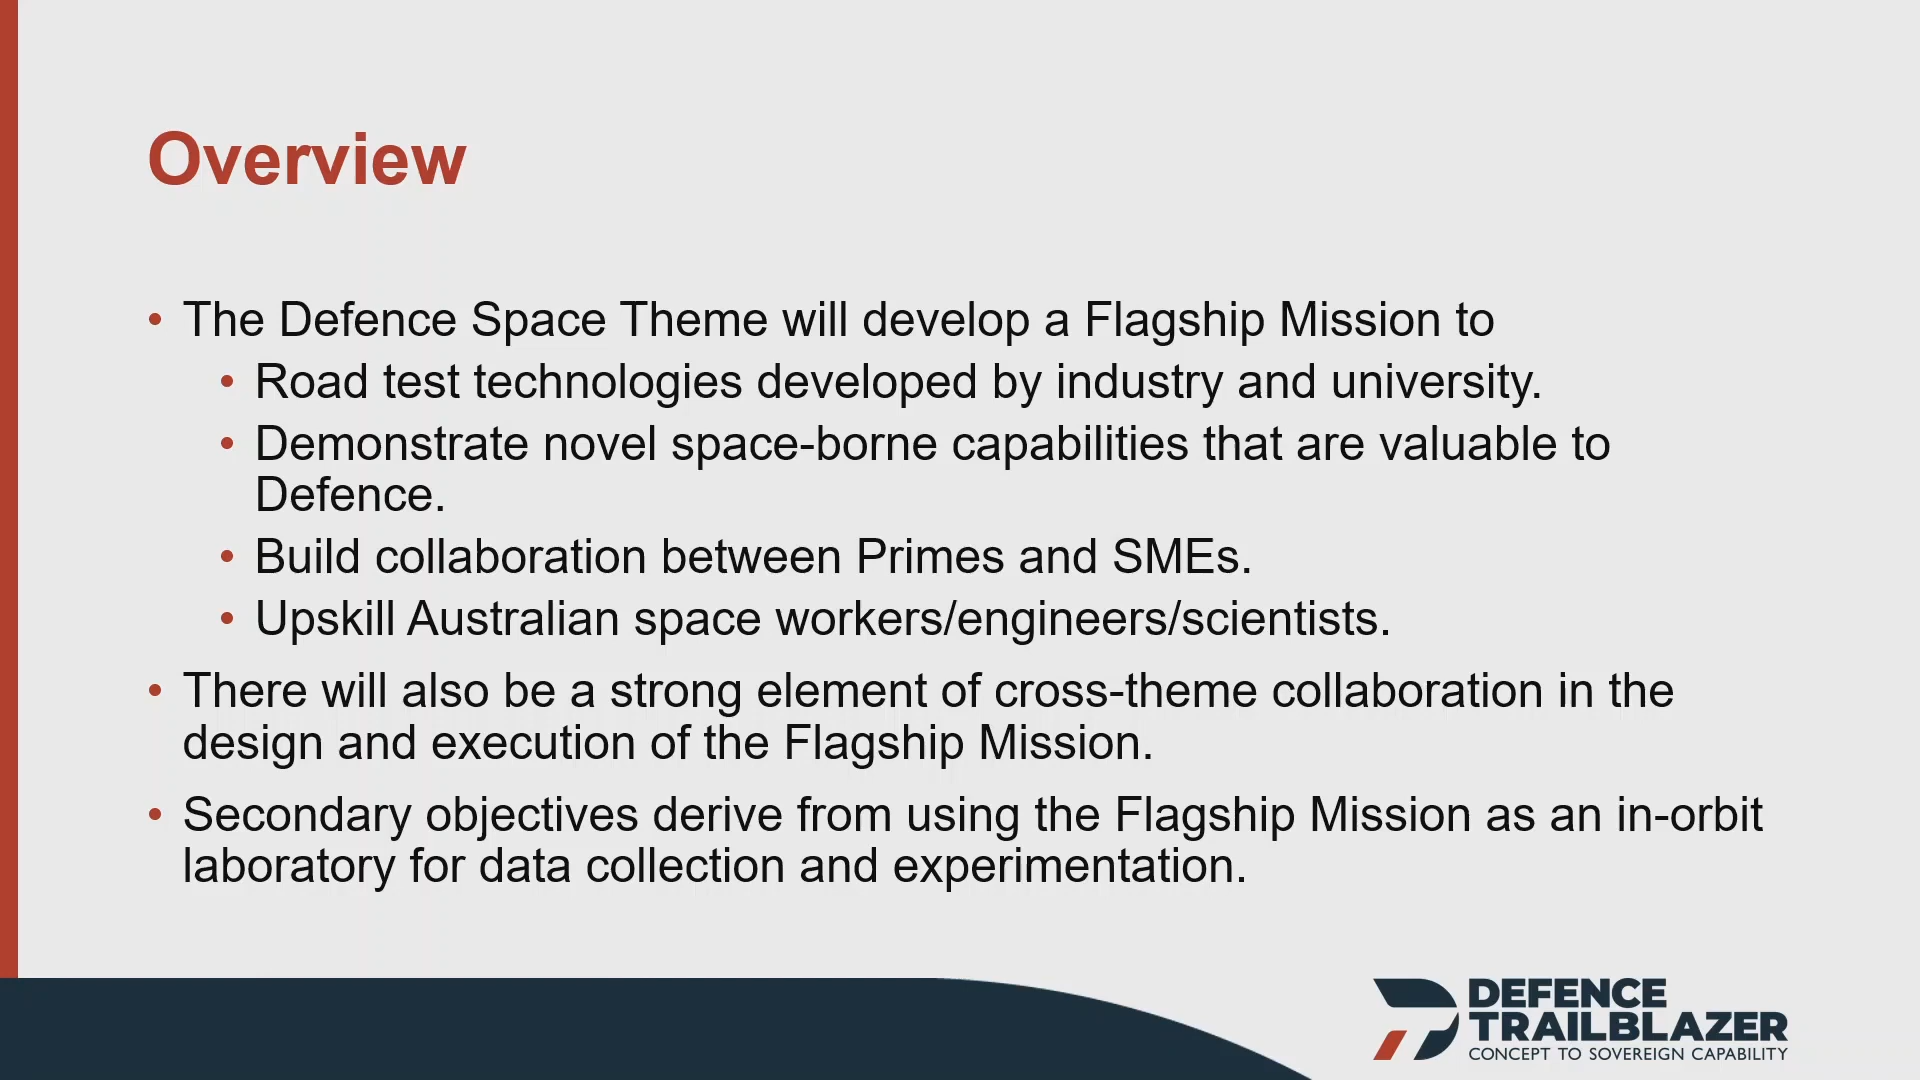 Overview
• The Defence Space Theme will develop a Flagship Mission to
• Road test technologies developed by industry and university.
• Demonstrate novel space-borne capabilities that are valuable to
Defence.
• Build collaboration between Primes and SMEs.
• Upskill Australian space workers/engineers/scientists.
• There will also be a strong element of cross-theme collaboration in the
design and execution of the Flagship Mission.
• Secondary objectives derive from using the Flagship Mission as an in-orbit
laboratory for data collection and experimentation.
DEFENCE
TRAILBLAZER
CONCEPT TO SOVEREIGN CAPABILITY